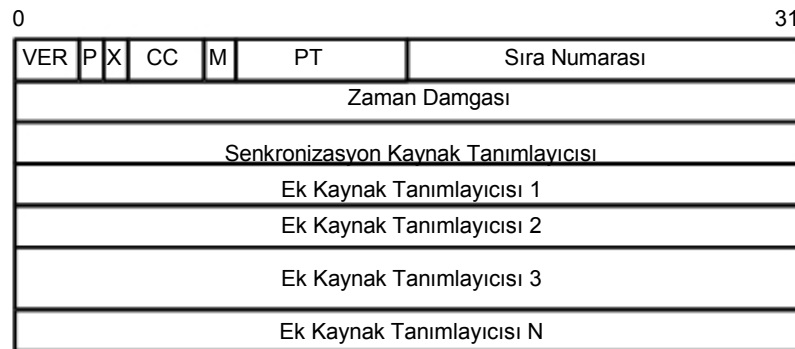 0 31
VER P X CC M PT Sıra Numarası
Zaman Damgası
Senkronizasyon Kaynak Tanımlayıcısı
Ek Kaynak Tanımlayıcısı 1
Ek Kaynak Tanımlayıcısı 2
Ek Kaynak Tanımlayıcısı 3
Ek Kaynak Tanımlayıcısı N